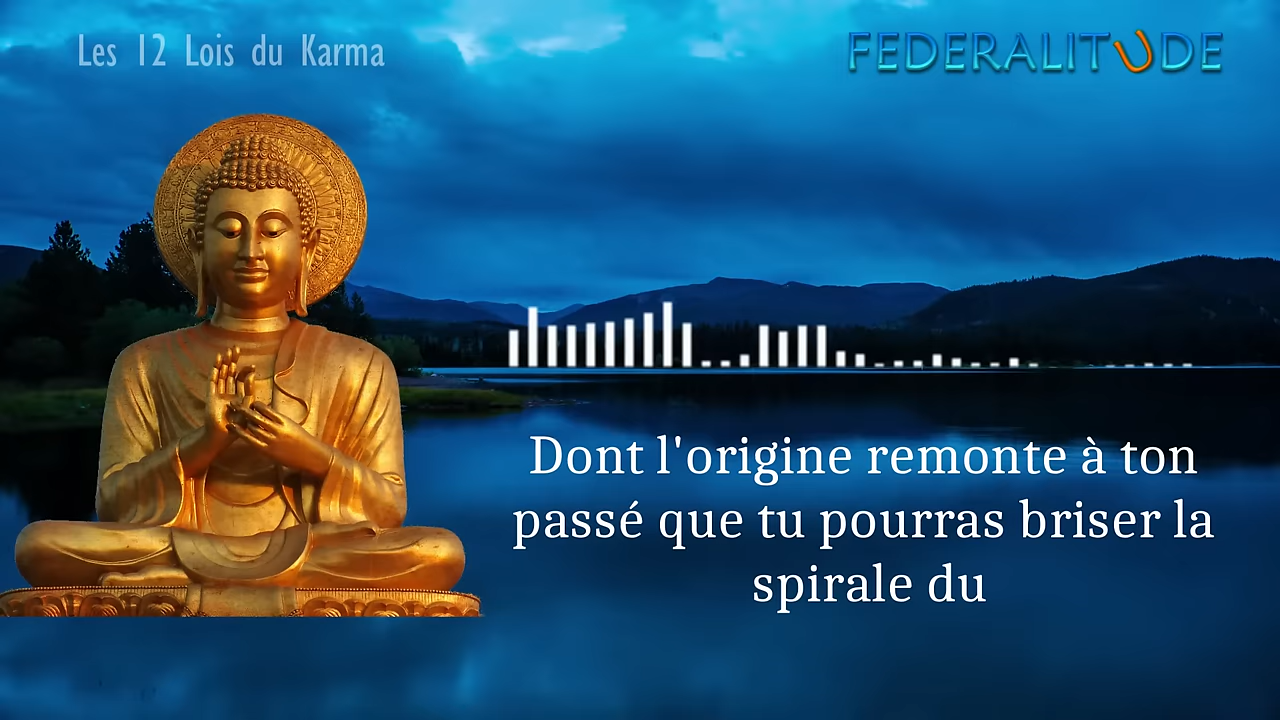 Les 12 Lois du Karma
FEDERALITUDE
Dont l'origine remonte à ton
passé que tu pourras briser la
spirale du